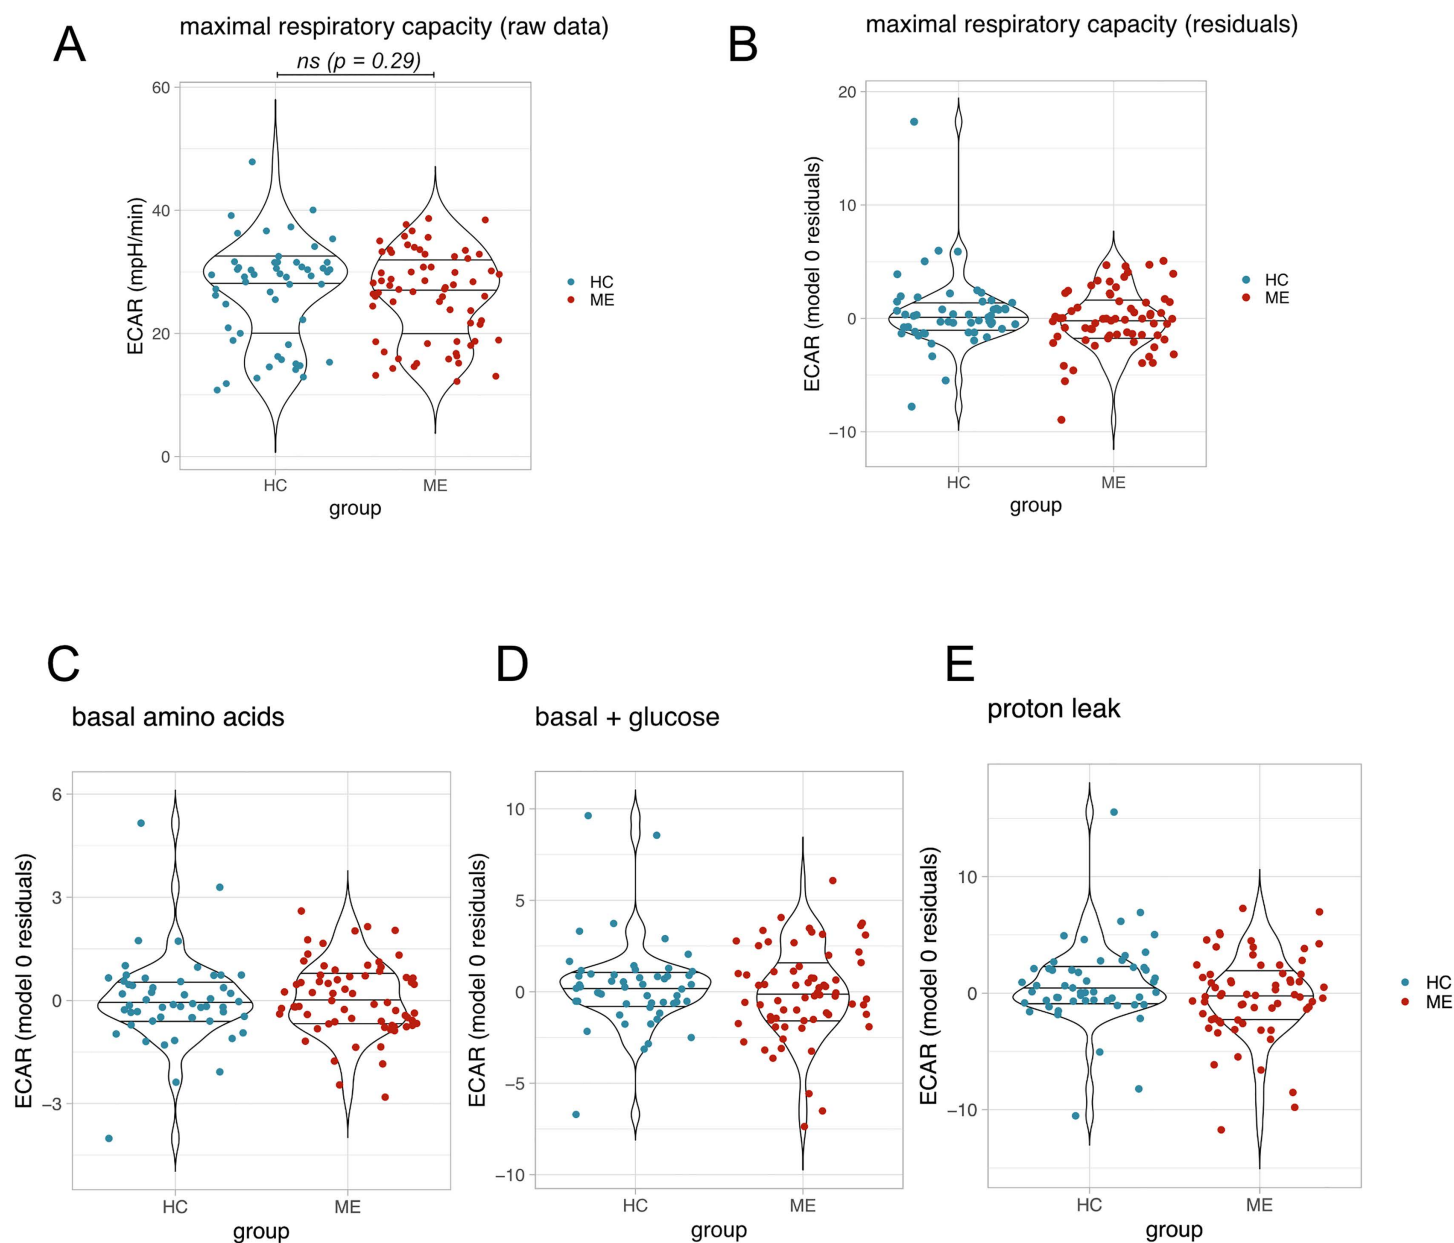 A
maximal respiratory capacity (raw data)
ns (p = 0.29)
60
40
20
0
ECAR (mpH/min)
HC
ME
group
HC
ME
B
maximal respiratory capacity (residuals)
20
10
0
−10
ECAR (model 0 residuals)
HC
ME
group
HC
ME
C
basal amino acids
6
3
0
−3
ECAR (model 0 residuals)
HC
ME
group
D
basal + glucose
10
5
0
−5
−10
ECAR (model 0 residuals)
HC
ME
group
E
proton leak
10
0
−10
ECAR (model 0 residuals)
HC
ME
group
HC
ME